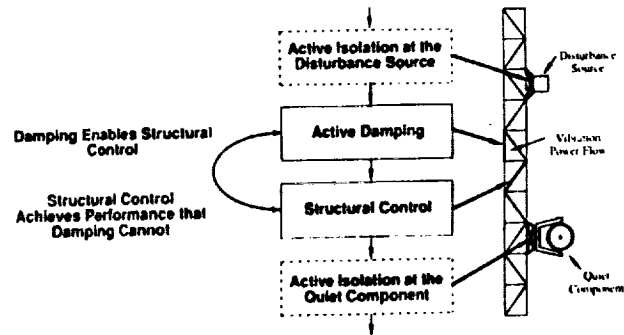 Active Isolation at the
Disturbance Source
Disturbance
Source
Damping Enables Structural
Control
Active Damping
Vibration
Power Flow
Structural Control
Achieves Performance that
Damping Cannot
Structural Control
Active Isolation at the
Quiet Component
Quiet
Component